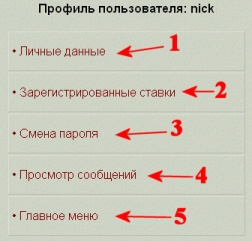 Профиль пользователя: nick
• Личные данные 1
• Зарегистрированные ставки 2
• Смена пароля 3
• Просмотр сообщений 4
• Главное меню 5